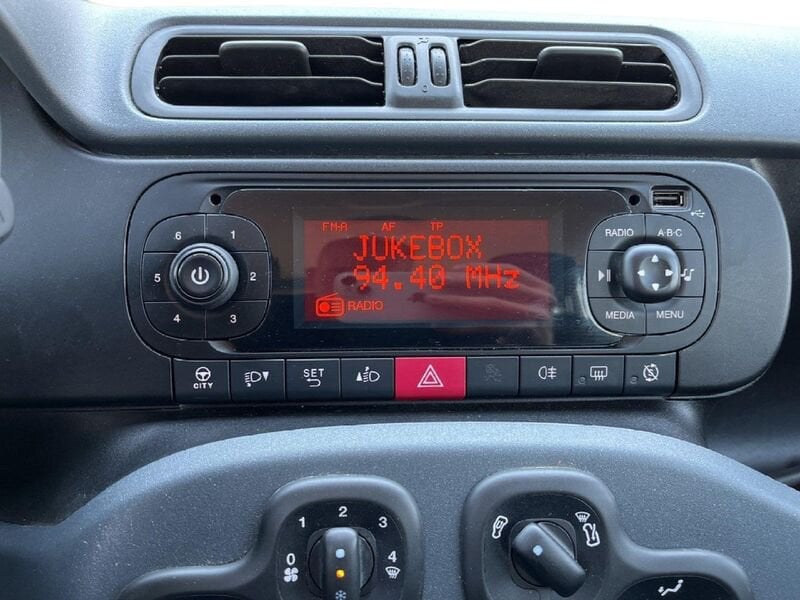 FM-A AF TP
JUKEBOX
94.40 MHz
RADIO
6 1
5 2
4 3
RADIO A·B·C
MEDIA MENU
CITY
SET
0 1 2 3 4